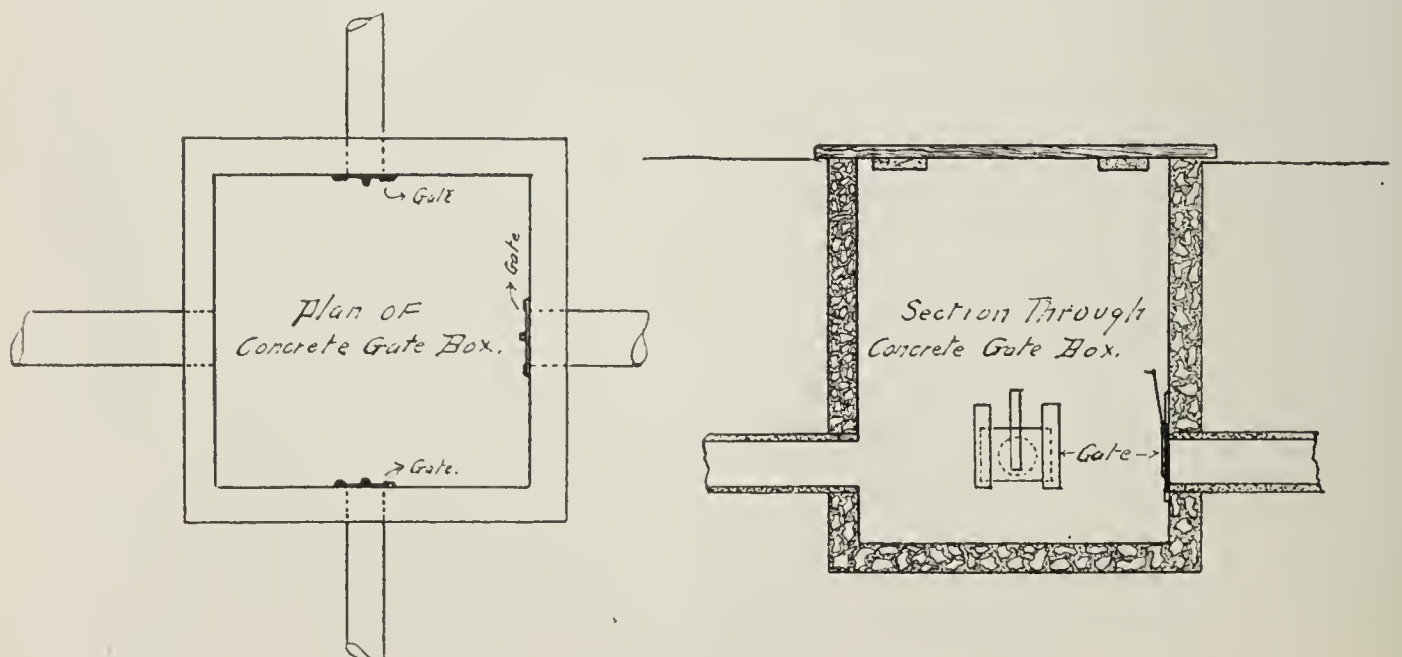 Gate
Gate
Plan of
Concrete Gate Box.
Gate.
Section Through
Concrete Gate Box.
Gate